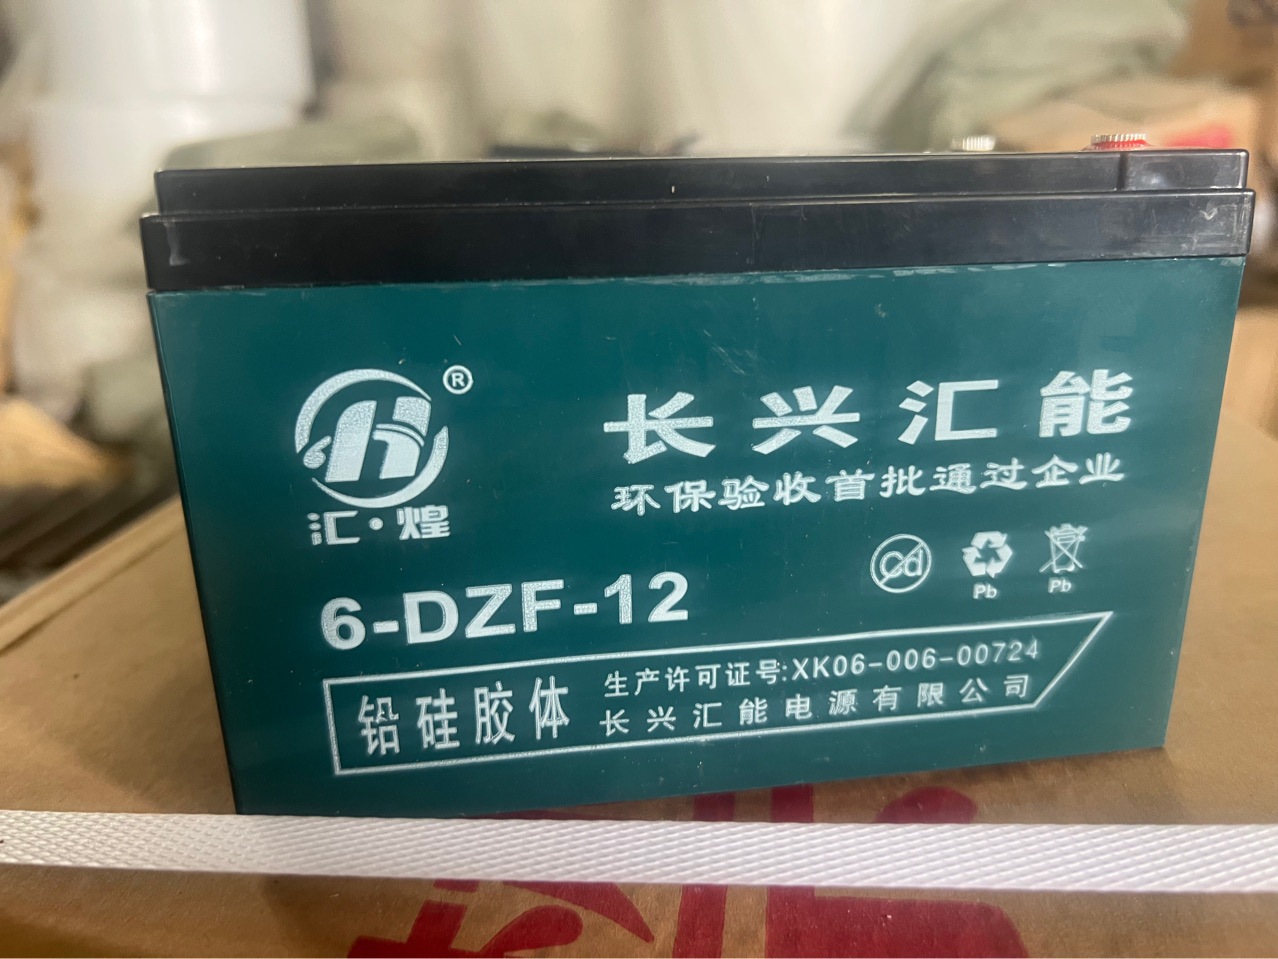 ®
汇·煌
长兴汇能
环保验收首批通过企业
Cd
Pb
Pb
6-DZF-12
铅硅胶体
生产许可证号:XK06-006-00724
长兴汇能电源有限公司